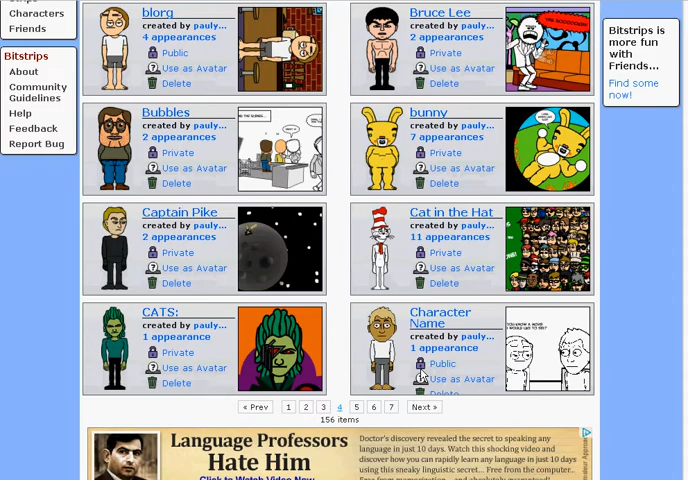 Characters
Friends
Bitstrips
About
Community
Guidelines
Help
Feedback
Report Bug
blorg
created by pauly...
4 appearances
Public
Use as Avatar
Delete
Bruce Lee
created by pauly...
2 appearances
Private
Use as Avatar
Delete
Bitstrips is
more fun
with
Friends...
Find some
now!
Bubbles
created by pauly...
2 appearances
Private
Use as Avatar
Delete
bunny
created by pauly...
7 appearances
Private
Use as Avatar
Delete
Captain Pike
created by pauly...
2 appearances
Private
Use as Avatar
Delete
Cat in the Hat
created by pauly...
11 appearances
Private
Use as Avatar
Delete
CATS:
created by pauly...
1 appearance
Private
Use as Avatar
Delete
Character
Name
created by pauly...
1 appearance
Public
Use as Avatar
Delete
« Prev 1 2 3 4 5 6 7 Next »
156 items
Language Professors
Hate Him
Click to Watch Video Now
Doctor's discovery revealed the secret to speaking any
language in just 10 days. Watch this shocking video and
discover how you can rapidly learn any language in just 10 days
using this sneaky linguistic secret... Free from the computer...